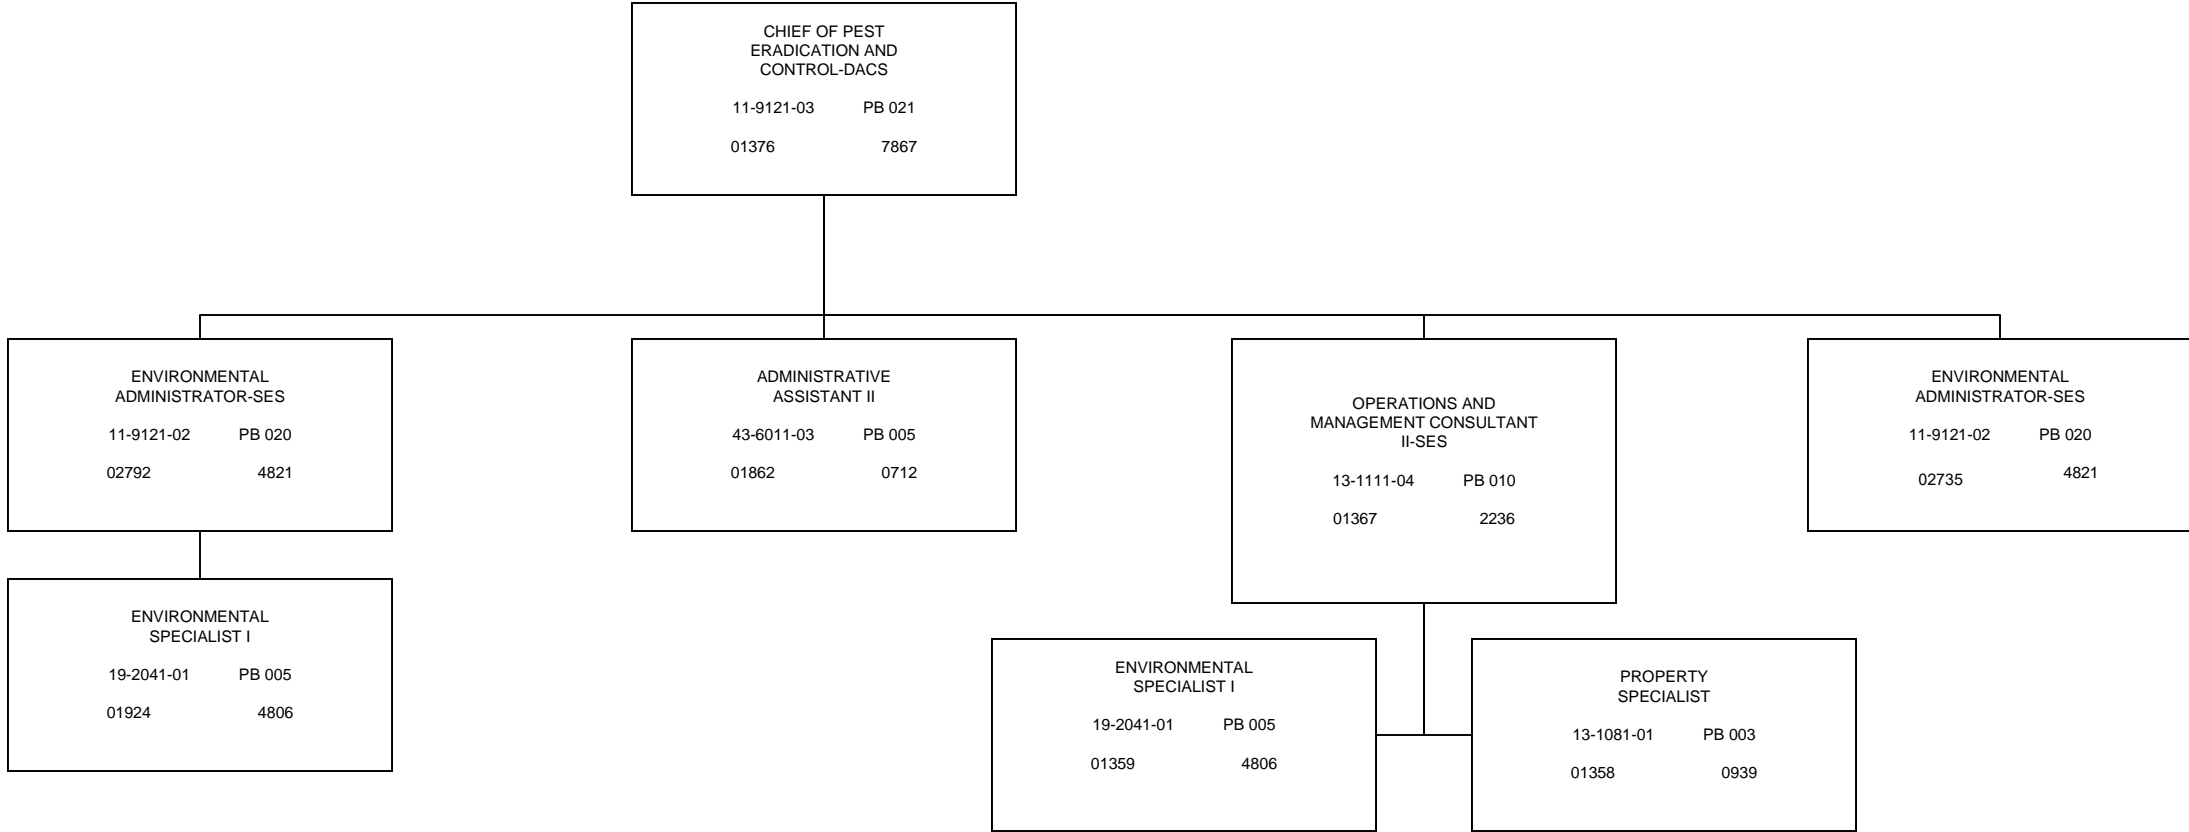 CHIEF OF PEST
ERADICATION AND
CONTROL-DACS
11-9121-03 PB 021
01376 7867
ENVIRONMENTAL
ADMINISTRATOR-SES
11-9121-02 PB 020
02792 4821
ADMINISTRATIVE
ASSISTANT II
43-6011-03 PB 005
01862 0712
OPERATIONS AND
MANAGEMENT CONSULTANT
II-SES
13-1111-04 PB 010
01367 2236
ENVIRONMENTAL
ADMINISTRATOR-SES
11-9121-02 PB 020
02735 4821
ENVIRONMENTAL
SPECIALIST I
19-2041-01 PB 005
01924 4806
ENVIRONMENTAL
SPECIALIST I
19-2041-01 PB 005
01359 4806
PROPERTY
SPECIALIST
13-1081-01 PB 003
01358 0939